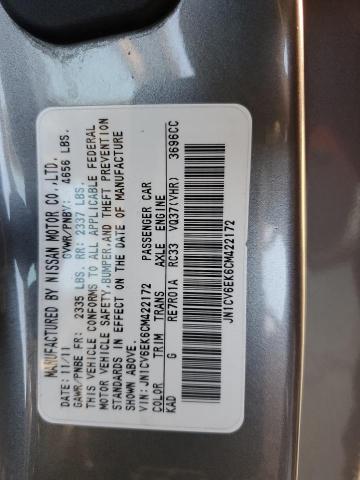 MANUFACTURED BY NISSAN MOTOR CO.,LTD.
DATE: 11/11 GVWR/PNBV: 4656 LBS.
GAWR/PNBE FR: 2335 LBS. RR: 2337 LBS.
THIS VEHICLE CONFORMS TO ALL APPLICABLE FEDERAL
MOTOR VEHICLE SAFETY,BUMPER,AND THEFT PREVENTION
STANDARDS IN EFFECT ON THE DATE OF MANUFACTURE
SHOWN ABOVE.
VIN: JN1CV6EK6CM422172 PASSENGER CAR
COLOR TRIM TRANS AXLE ENGINE
KAD G RE7R01A RC33 VQ37(VHR) 3696CC
JN1CV6EK6CM422172